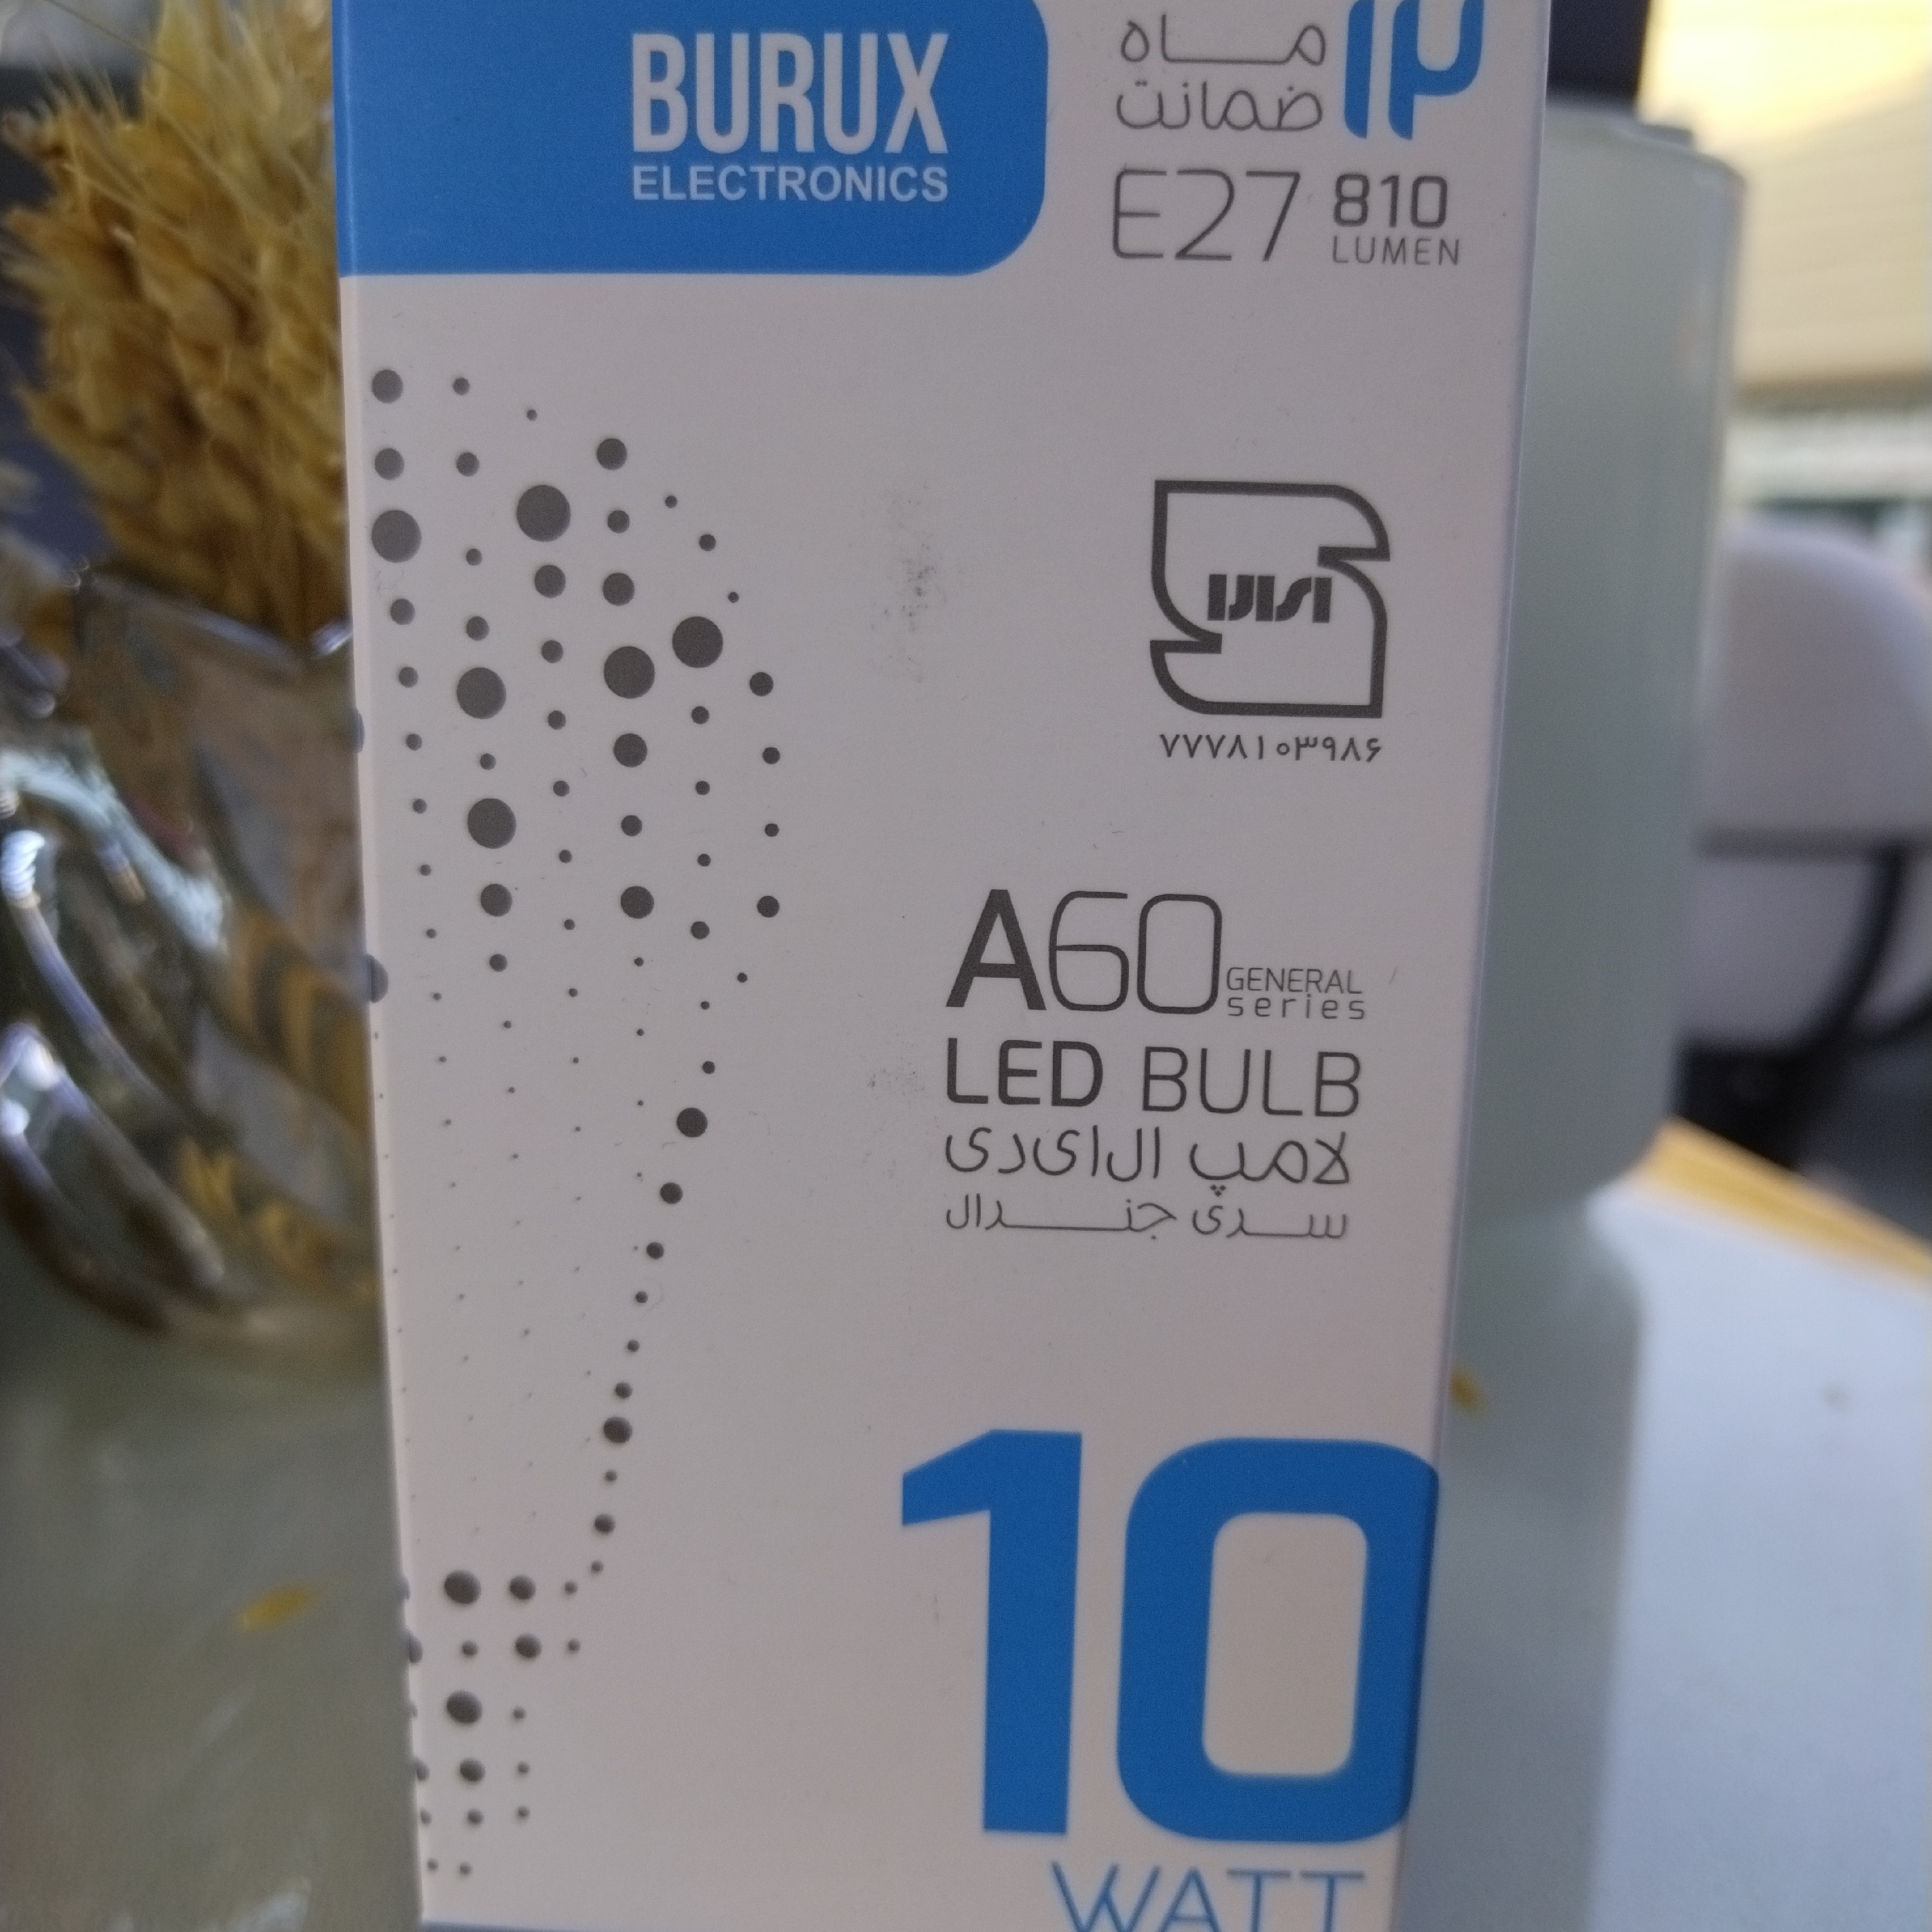 BURUX
ELECTRONICS
۱۲ ماه
ضمانت
E27 810
LUMEN
۷۷۷۸۱۰۳۹۸۶
A60 GENERAL
series
LED BULB
لامپ ال‌ای‌دی
سری جنرال
10
WATT